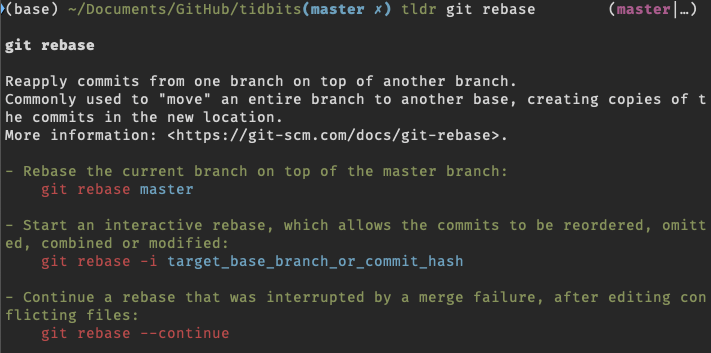 (base) ~/Documents/GitHub/tidbits(master ✗) tldr git rebase (master|…)
git rebase
Reapply commits from one branch on top of another branch.
Commonly used to "move" an entire branch to another base, creating copies of t
he commits in the new location.
More information: <https://git-scm.com/docs/git-rebase>.
- Rebase the current branch on top of the master branch:
git rebase master
- Start an interactive rebase, which allows the commits to be reordered, omitt
ed, combined or modified:
git rebase -i target_base_branch_or_commit_hash
- Continue a rebase that was interrupted by a merge failure, after editing con
flicting files:
git rebase --continue